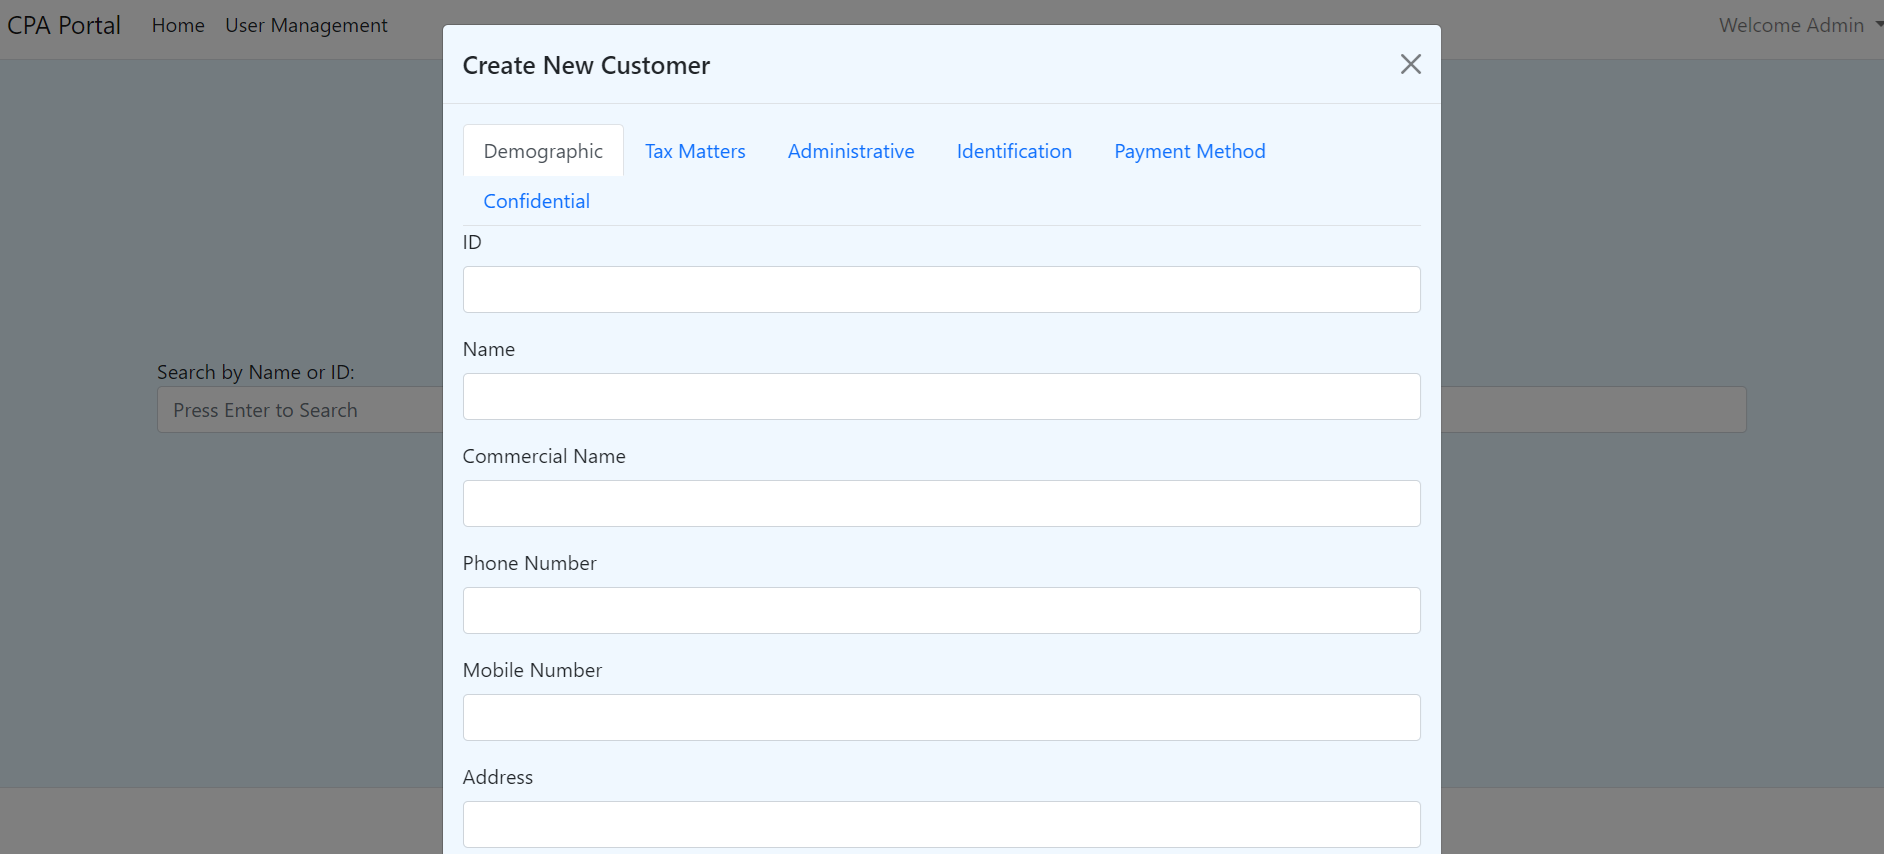 CPA Portal Home User Management Welcome Admin
Create New Customer
Demographic Tax Matters Administrative Identification Payment Method
Confidential
ID
Name
Search by Name or ID:
Press Enter to Search
Commercial Name
Phone Number
Mobile Number
Address